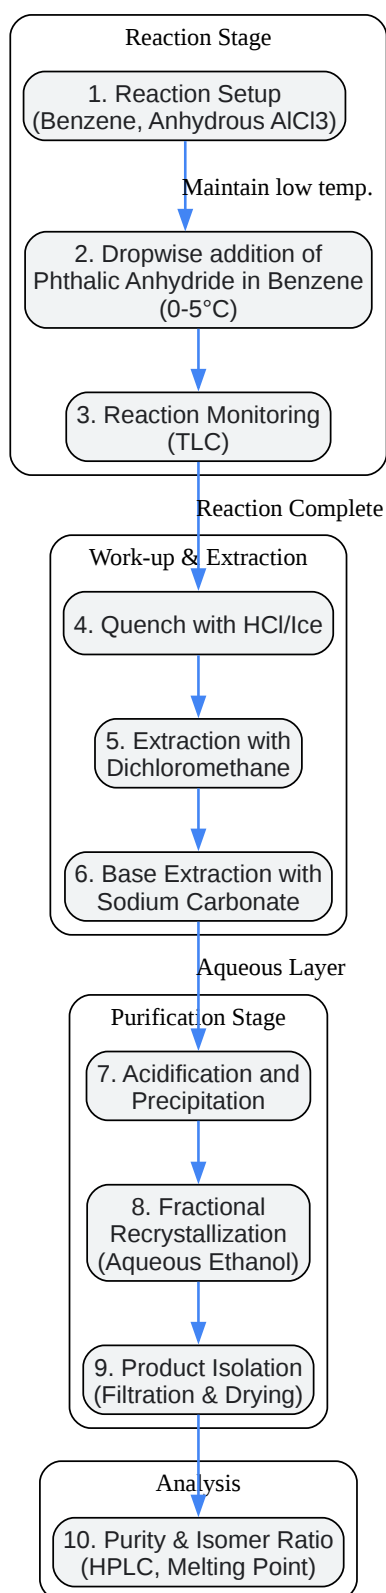 Reaction Stage
1. Reaction Setup
(Benzene, Anhydrous AlCl3)
Maintain low temp.
2. Dropwise addition of
Phthalic Anhydride in Benzene
(0-5°C)
3. Reaction Monitoring
(TLC)
Reaction Complete
Work-up & Extraction
4. Quench with HCl/Ice
5. Extraction with
Dichloromethane
6. Base Extraction with
Sodium Carbonate
Aqueous Layer
Purification Stage
7. Acidification and
Precipitation
8. Fractional
Recrystallization
(Aqueous Ethanol)
9. Product Isolation
(Filtration & Drying)
Analysis
10. Purity & Isomer Ratio
(HPLC, Melting Point)